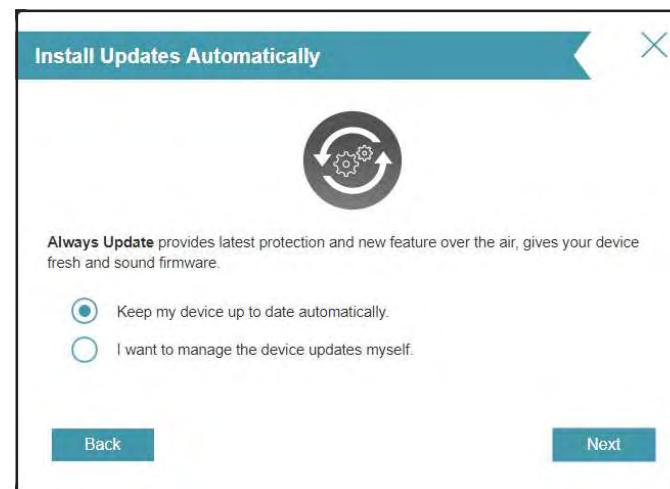 Install Updates Automatically
Always Update provides latest protection and new feature over the air, gives your device
fresh and sound firmware.
Keep my device up to date automatically.
I want to manage the device updates myself.
Back
Next